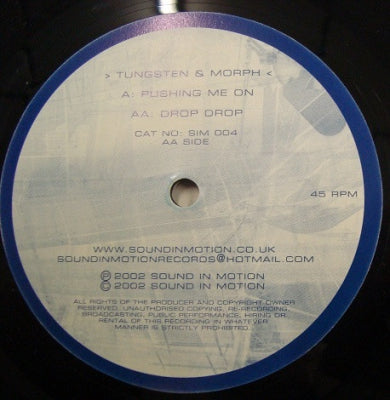 > TUNGSTEN & MORPH <
A: PUSHING ME ON
AA: DROP DROP
CAT NO: SIM 004
AA SIDE
45 RPM
WWW.SOUNDINMOTION.CO.UK
SOUNDINMOTIONRECORDS@HOTMAIL.COM
℗ 2002 SOUND IN MOTION
© 2002 SOUND IN MOTION
ALL RIGHTS OF THE PRODUCER AND COPYRIGHT OWNER
RESERVED. UNAUTHORISED COPYING, RE-RECORDING,
BROADCASTING, PUBLIC PERFORMANCE, HIRING OR
RENTAL OF THIS RECORDING IN WHATEVER
MANNER IS STRICTLY PROHIBITED.